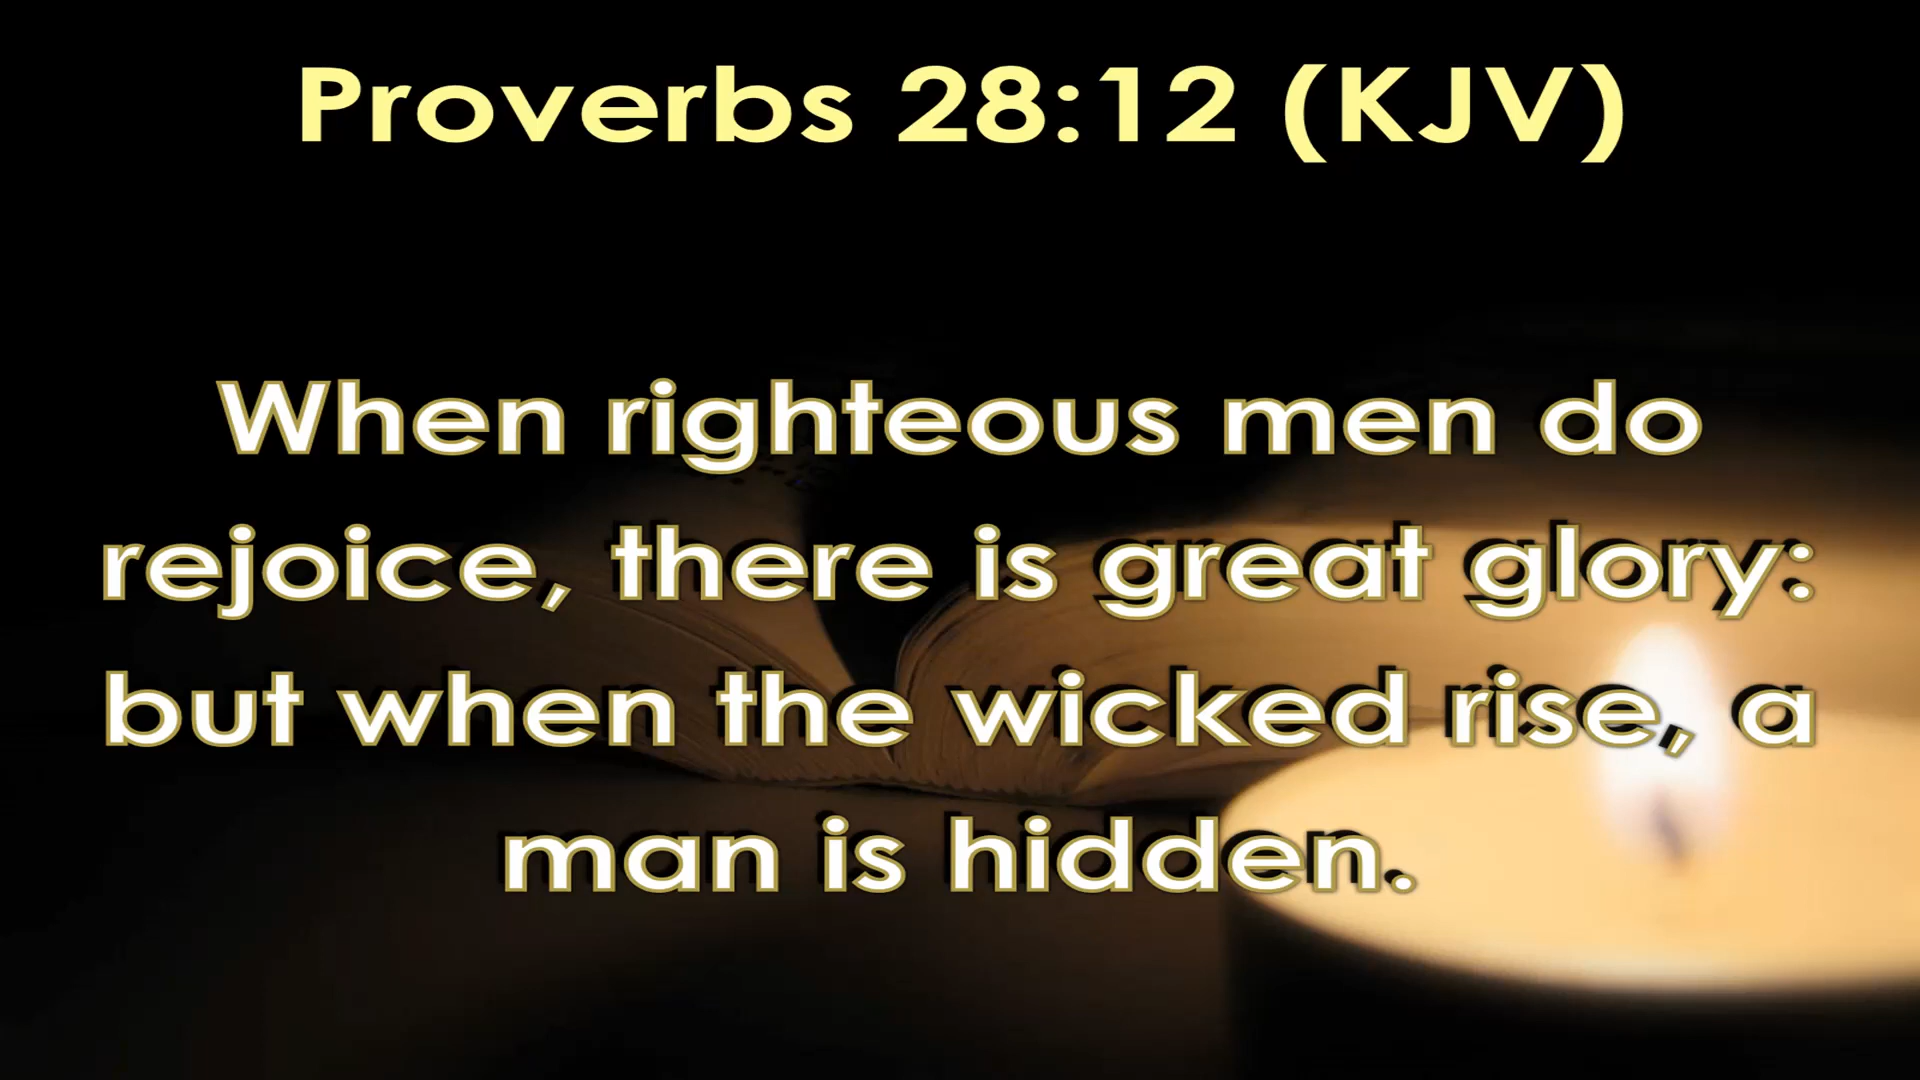 Proverbs 28:12 (KJV)
When righteous men do
rejoice, there is great glory:
but when the wicked rise, a
man is hidden.